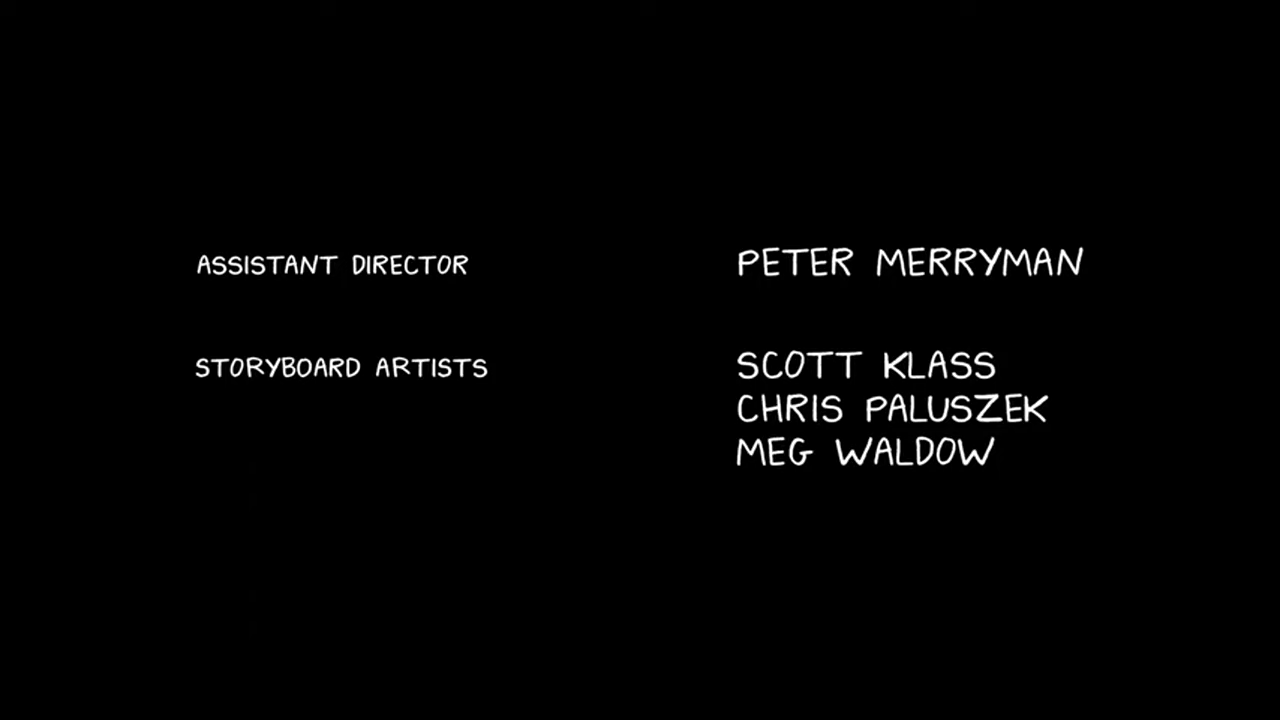 ASSISTANT DIRECTOR PETER MERRYMAN
STORYBOARD ARTISTS SCOTT KLASS
CHRIS PALUSZEK
MEG WALDOW